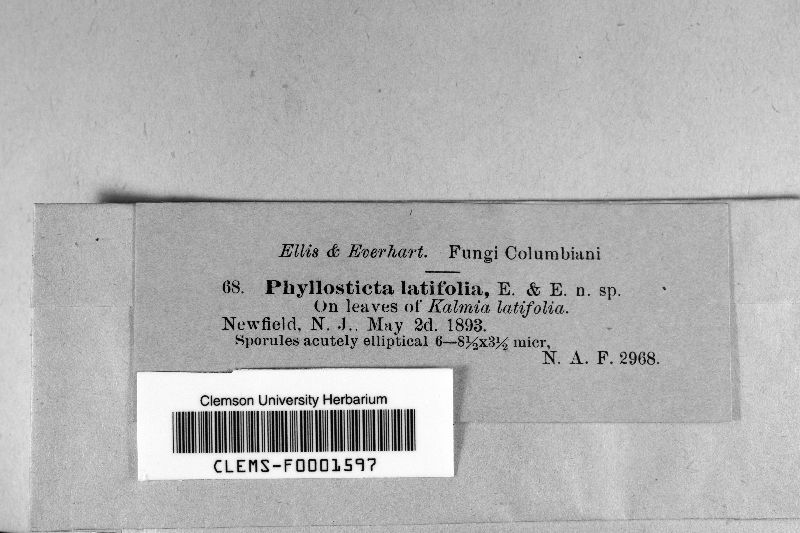 Ellis & Everhart. Fungi Columbiani
68. Phyllosticta latifolia, E. & E. n. sp.
On leaves of Kalmia latifolia.
Newfield, N. J., May 2d. 1893.
Sporules acutely elliptical 6—8½x3½ micr,
N. A. F. 2968.
Clemson University Herbarium
CLEMS-F0001597